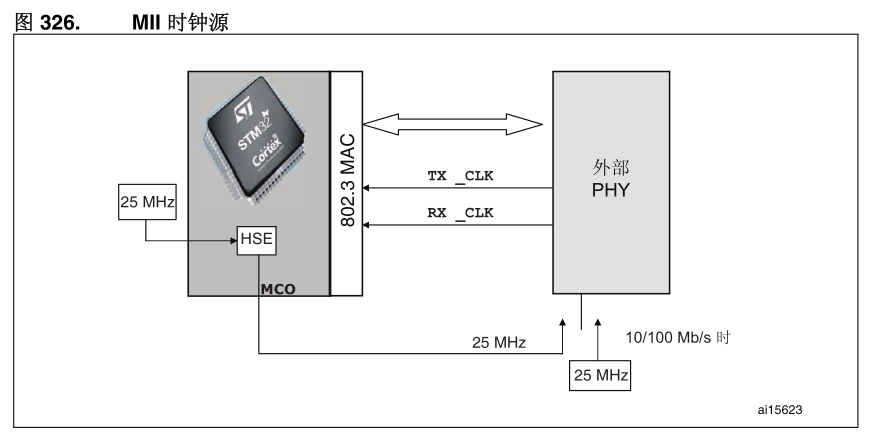 图 326. MII 时钟源
STM32
Cortex
802.3 MAC
外部
PHY
TX _CLK
RX _CLK
25 MHz
HSE
MCO
25 MHz
10/100 Mb/s 时
25 MHz
ai15623